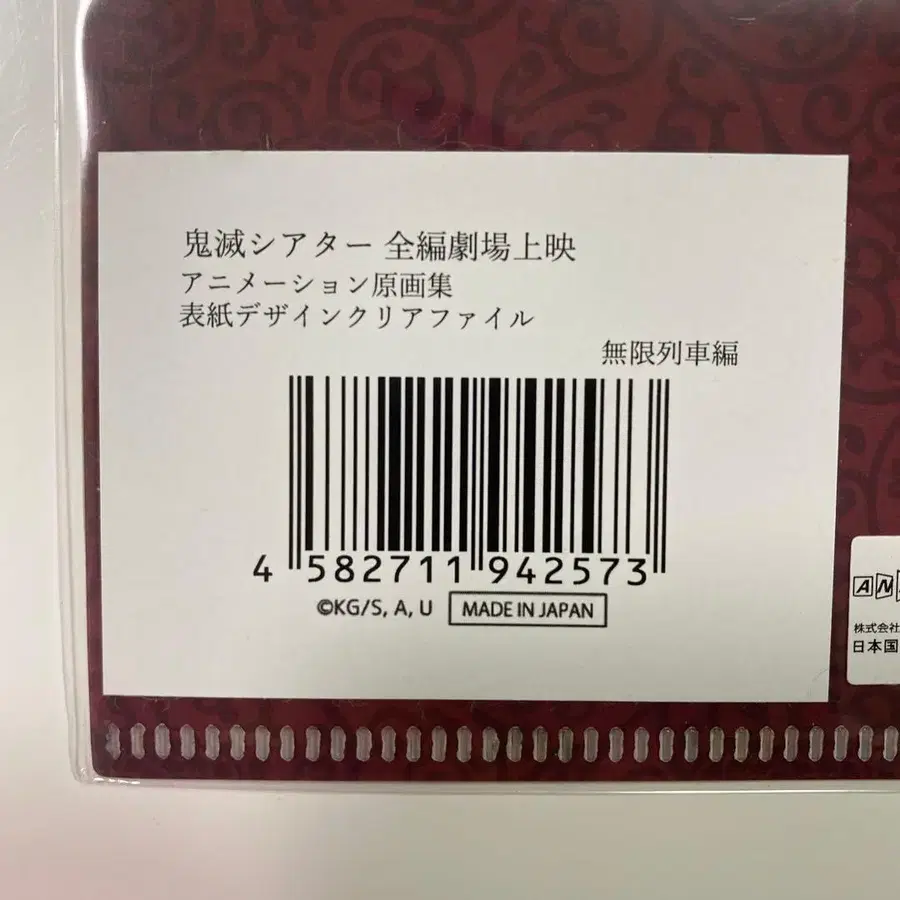 鬼滅シアター 全編劇場上映
アニメーション原画集
表紙デザインクリアファイル
無限列車編
4 582711 942573
©KG/S, A, U
MADE IN JAPAN
AN
株式会社
日本国